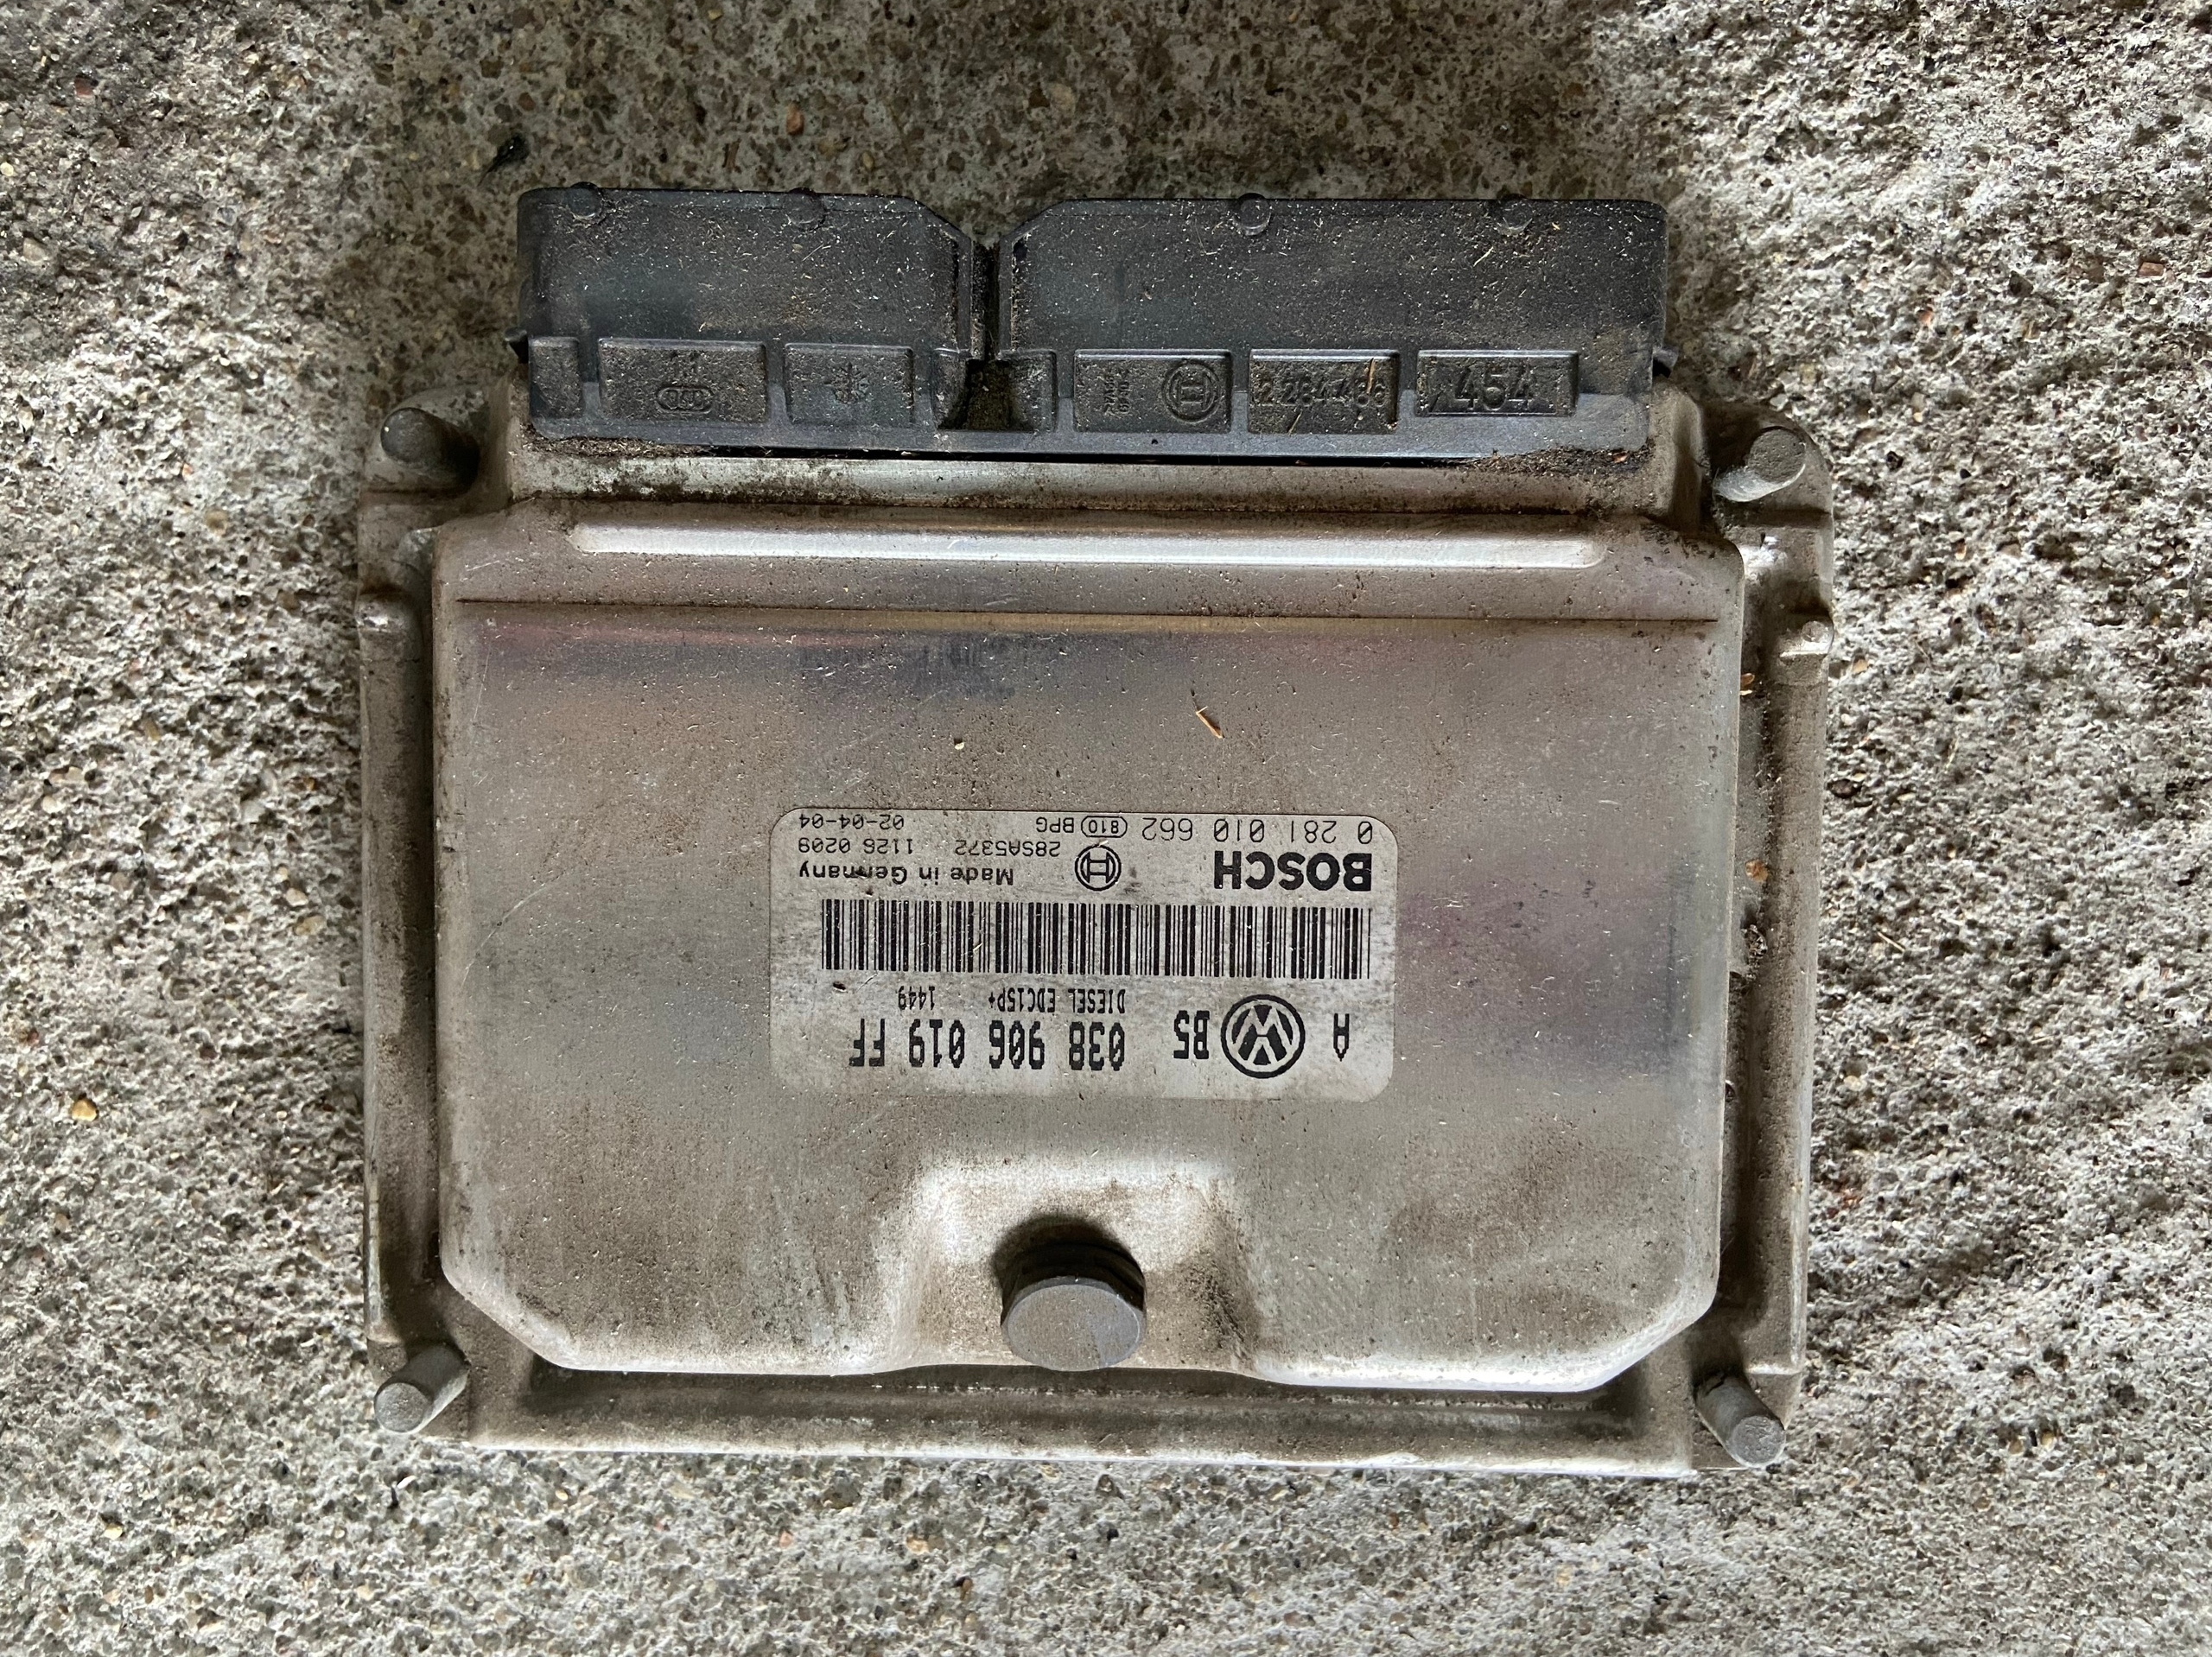 A B5 038 906 019 FF
DIESEL EDC15P+ 1449
BOSCH Made in Germany
28SA5372 1126 0209
0 281 010 662 810 BPG 02-04-04
454